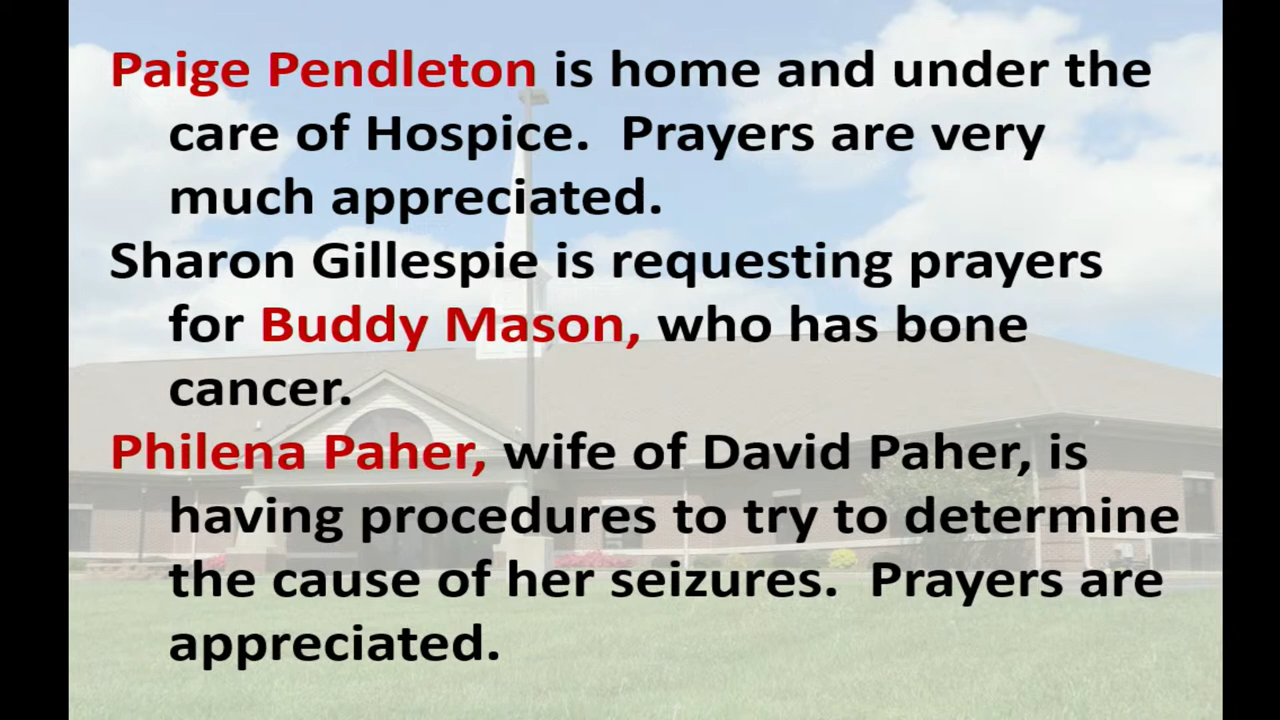 Paige Pendleton is home and under the
care of Hospice. Prayers are very
much appreciated.
Sharon Gillespie is requesting prayers
for Buddy Mason, who has bone
cancer.
Philena Paher, wife of David Paher, is
having procedures to try to determine
the cause of her seizures. Prayers are
appreciated.